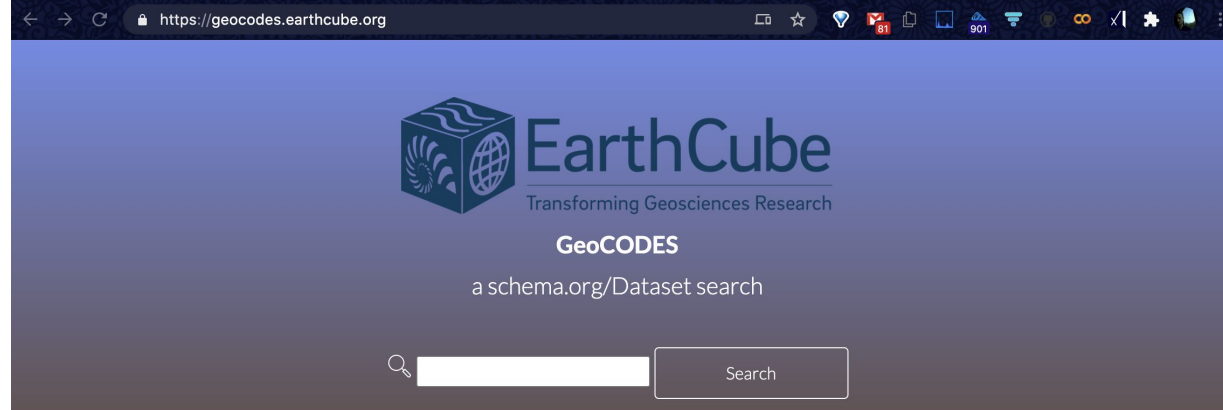 https://geocodes.earthcube.org
81
901
EarthCube
Transforming Geosciences Research
GeoCODES
a schema.org/Dataset search
Search